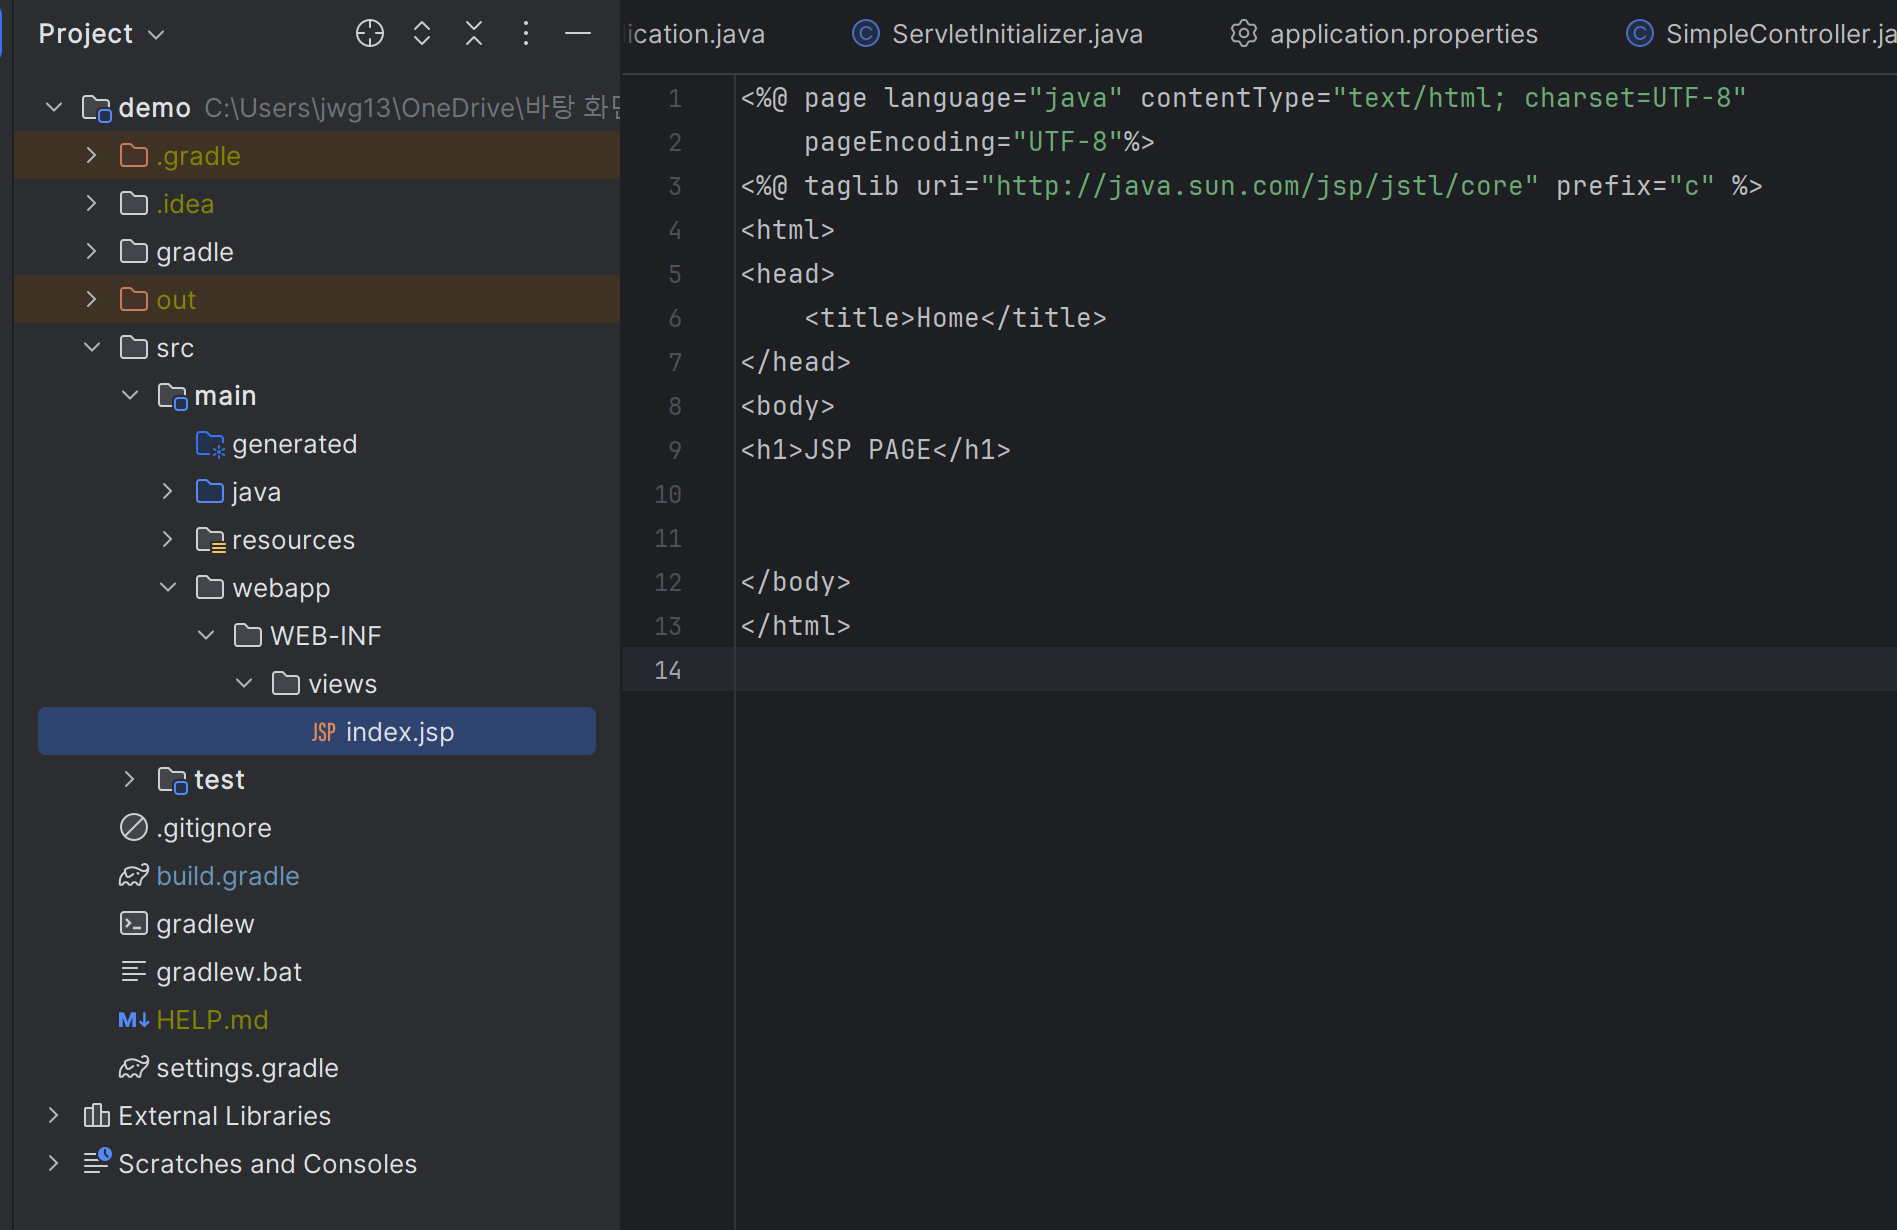 Project
demo C:\Users\jwg13\OneDrive\바탕
.gradle
.idea
gradle
out
src
main
generated
java
resources
webapp
WEB-INF
views
JSP index.jsp
test
.gitignore
build.gradle
gradlew
gradlew.bat
M↓ HELP.md
settings.gradle
External Libraries
Scratches and Consoles
ication.java ServletInitializer.java application.properties SimpleController.ja
1 <%@ page language="java" contentType="text/html; charset=UTF-8"
2 pageEncoding="UTF-8"%>
3 <%@ taglib uri="http://java.sun.com/jsp/jstl/core" prefix="c" %>
4 <html>
5 <head>
6 <title>Home</title>
7 </head>
8 <body>
9 <h1>JSP PAGE</h1>
10
11
12 </body>
13 </html>
14